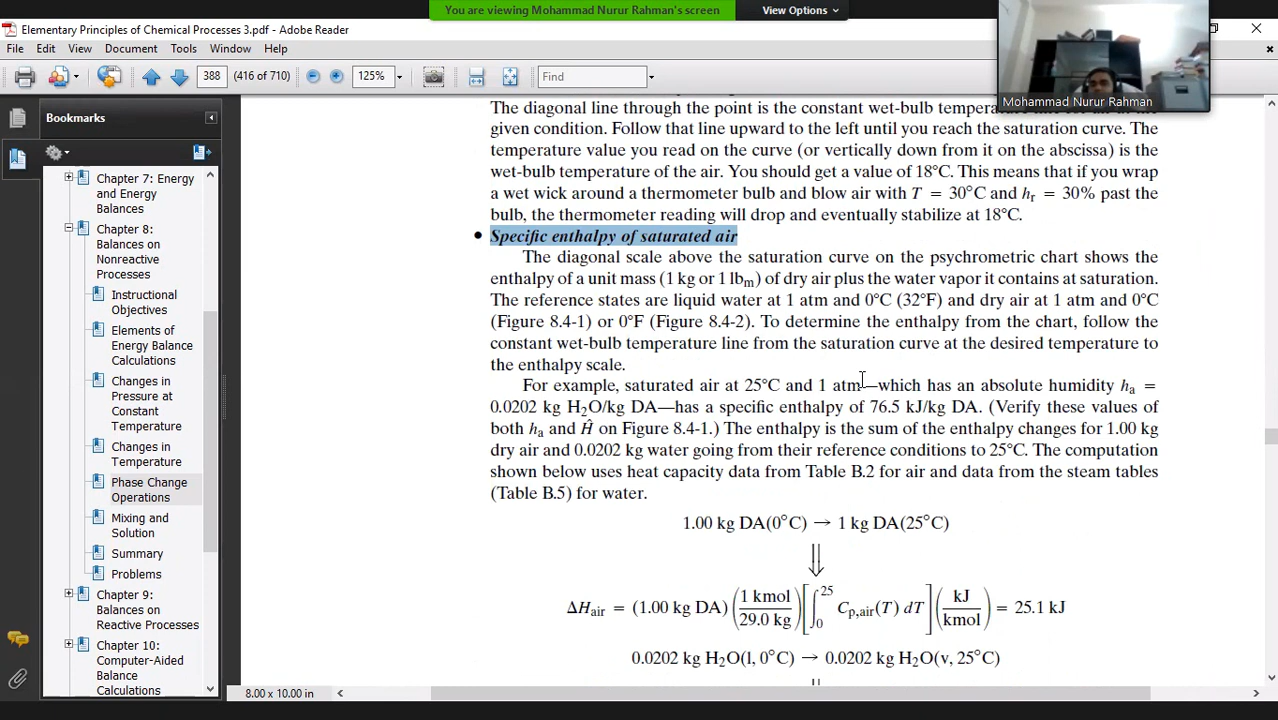 You are viewing Mohammad Nurur Rahman's screen
View Options
Elementary Principles of Chemical Processes 3.pdf - Adobe Reader
File Edit View Document Tools Window Help
388 (416 of 710) 125% Find
Mohammad Nurur Rahman
Bookmarks
Chapter 7: Energy
and Energy
Balances
Chapter 8:
Balances on
Nonreactive
Processes
Instructional
Objectives
Elements of
Energy Balance
Calculations
Changes in
Pressure at
Constant
Temperature
Changes in
Temperature
Phase Change
Operations
Mixing and
Solution
Summary
Problems
Chapter 9:
Balances on
Reactive Processes
Chapter 10:
Computer-Aided
Balance
Calculations
The diagonal line through the point is the constant wet-bulb
given condition. Follow that line upward to the left until you reach the saturation curve. The
temperature value you read on the curve (or vertically down from it on the abscissa) is the
wet-bulb temperature of the air. You should get a value of 18°C. This means that if you wrap
a wet wick around a thermometer bulb and blow air with T = 30°C and hr = 30% past the
bulb, the thermometer reading will drop and eventually stabilize at 18°C.
• Specific enthalpy of saturated air
The diagonal scale above the saturation curve on the psychrometric chart shows the
enthalpy of a unit mass (1 kg or 1 lbm) of dry air plus the water vapor it contains at saturation.
The reference states are liquid water at 1 atm and 0°C (32°F) and dry air at 1 atm and 0°C
(Figure 8.4-1) or 0°F (Figure 8.4-2). To determine the enthalpy from the chart, follow the
constant wet-bulb temperature line from the saturation curve at the desired temperature to
the enthalpy scale.
For example, saturated air at 25°C and 1 atm—which has an absolute humidity ha =
0.0202 kg H2O/kg DA—has a specific enthalpy of 76.5 kJ/kg DA. (Verify these values of
both ha and Ĥ on Figure 8.4-1.) The enthalpy is the sum of the enthalpy changes for 1.00 kg
dry air and 0.0202 kg water going from their reference conditions to 25°C. The computation
shown below uses heat capacity data from Table B.2 for air and data from the steam tables
(Table B.5) for water.
1.00 kg DA(0°C) → 1 kg DA(25°C)
⇓
ΔHair = (1.00 kg DA) (1 kmol / 29.0 kg) [∫0^25 Cp,air(T) dT] (kJ / kmol) = 25.1 kJ
0.0202 kg H2O(l, 0°C) → 0.0202 kg H2O(v, 25°C)
8.00 x 10.00 in